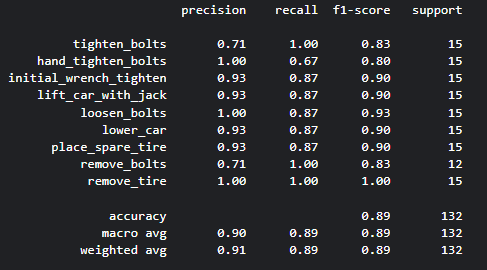 precision recall f1-score support
tighten_bolts 0.71 1.00 0.83 15
hand_tighten_bolts 1.00 0.67 0.80 15
initial_wrench_tighten 0.93 0.87 0.90 15
lift_car_with_jack 0.93 0.87 0.90 15
loosen_bolts 1.00 0.87 0.93 15
lower_car 0.93 0.87 0.90 15
place_spare_tire 0.93 0.87 0.90 15
remove_bolts 0.71 1.00 0.83 12
remove_tire 1.00 1.00 1.00 15
accuracy 0.89 132
macro avg 0.90 0.89 0.89 132
weighted avg 0.91 0.89 0.89 132